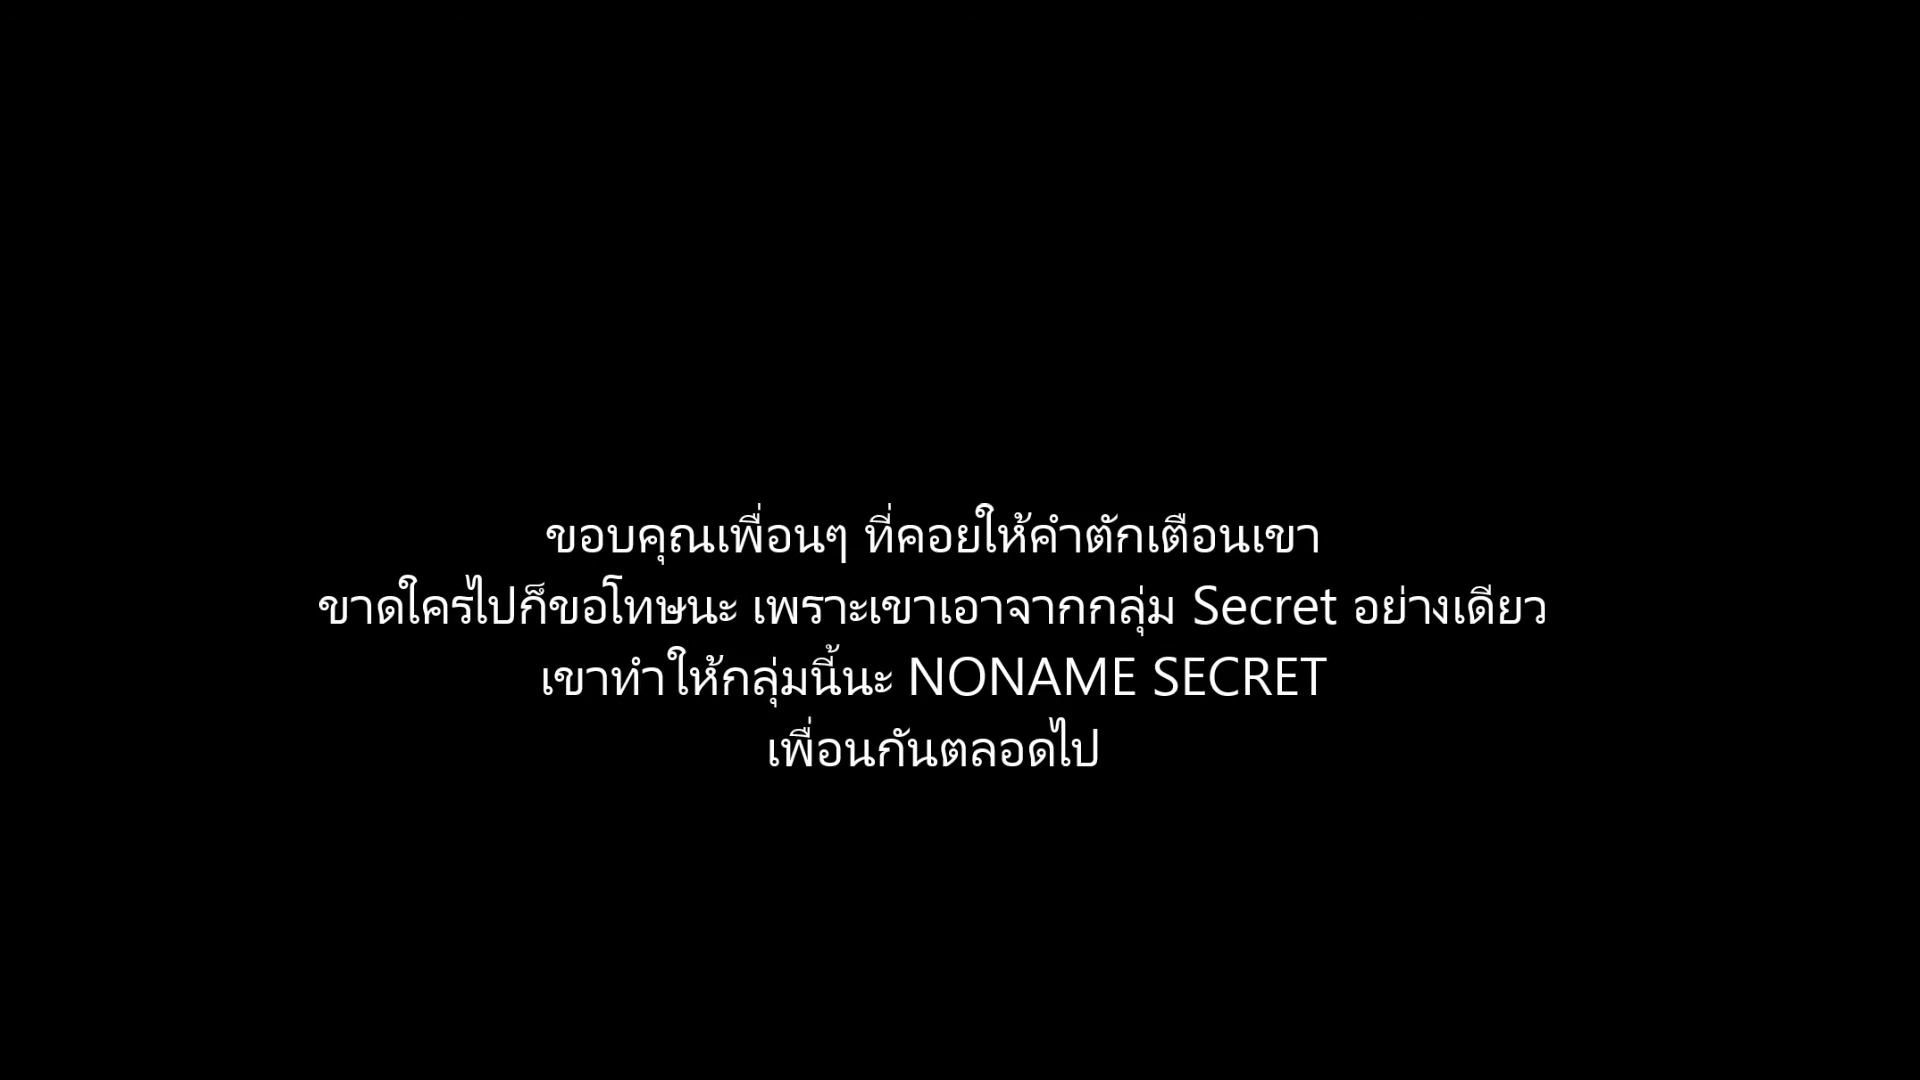 ขอบคุณเพื่อนๆ ที่คอยให้คำตักเตือนเขา
ขาดใครไปก็ขอโทษนะ เพราะเขาเอาจากกลุ่ม Secret อย่างเดียว
เขาทำให้กลุ่มนี้นะ NONAME SECRET
เพื่อนกันตลอดไป